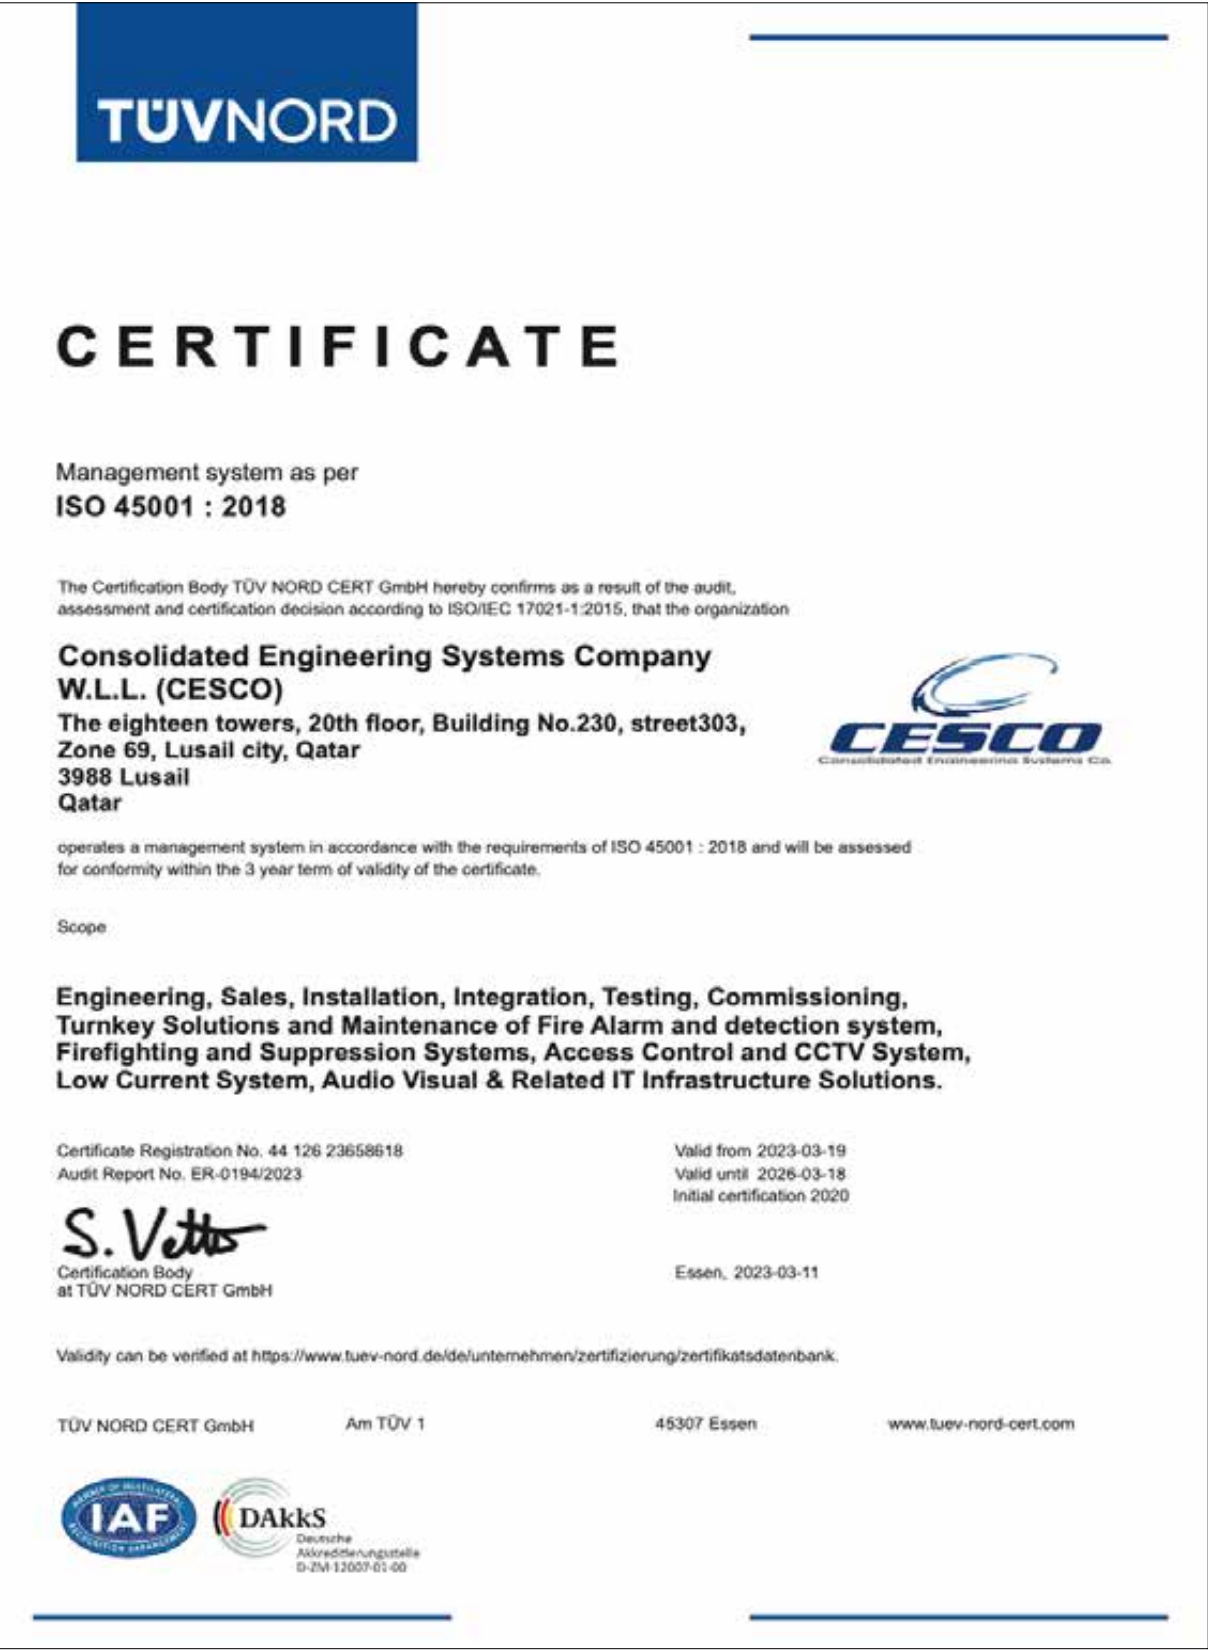 TÜVNORD
CERTIFICATE
Management system as per
ISO 45001 : 2018
The Certification Body TÜV NORD CERT GmbH hereby confirms as a result of the audit,
assessment and certification decision according to ISO/IEC 17021-1:2015, that the organization
Consolidated Engineering Systems Company
W.L.L. (CESCO)
The eighteen towers, 20th floor, Building No.230, street303,
Zone 69, Lusail city, Qatar
3988 Lusail
Qatar
CESCO
Consolidated Engineering Systems Co.
operates a management system in accordance with the requirements of ISO 45001 : 2018 and will be assessed
for conformity within the 3 year term of validity of the certificate.
Scope
Engineering, Sales, Installation, Integration, Testing, Commissioning,
Turnkey Solutions and Maintenance of Fire Alarm and detection system,
Firefighting and Suppression Systems, Access Control and CCTV System,
Low Current System, Audio Visual & Related IT Infrastructure Solutions.
Certificate Registration No. 44 126 23658618
Audit Report No. ER-0194/2023
Valid from 2023-03-19
Valid until 2026-03-18
Initial certification 2020
S. Vetto
Certification Body
at TÜV NORD CERT GmbH
Essen, 2023-03-11
Validity can be verified at https://www.tuev-nord.de/de/unternehmen/zertifizierung/zertifikatsdatenbank.
TÜV NORD CERT GmbH Am TÜV 1 45307 Essen www.tuev-nord-cert.com
MEMBER OF MULTILATERAL
IAF
RECOGNITION ARRANGEMENT
DAkkS
Deutsche
Akkreditierungsstelle
D-ZM-12007-01-00